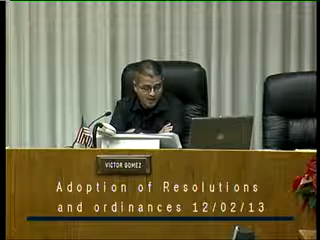 VICTOR GOMEZ
Adoption of Resolutions
and ordinances 12/02/13